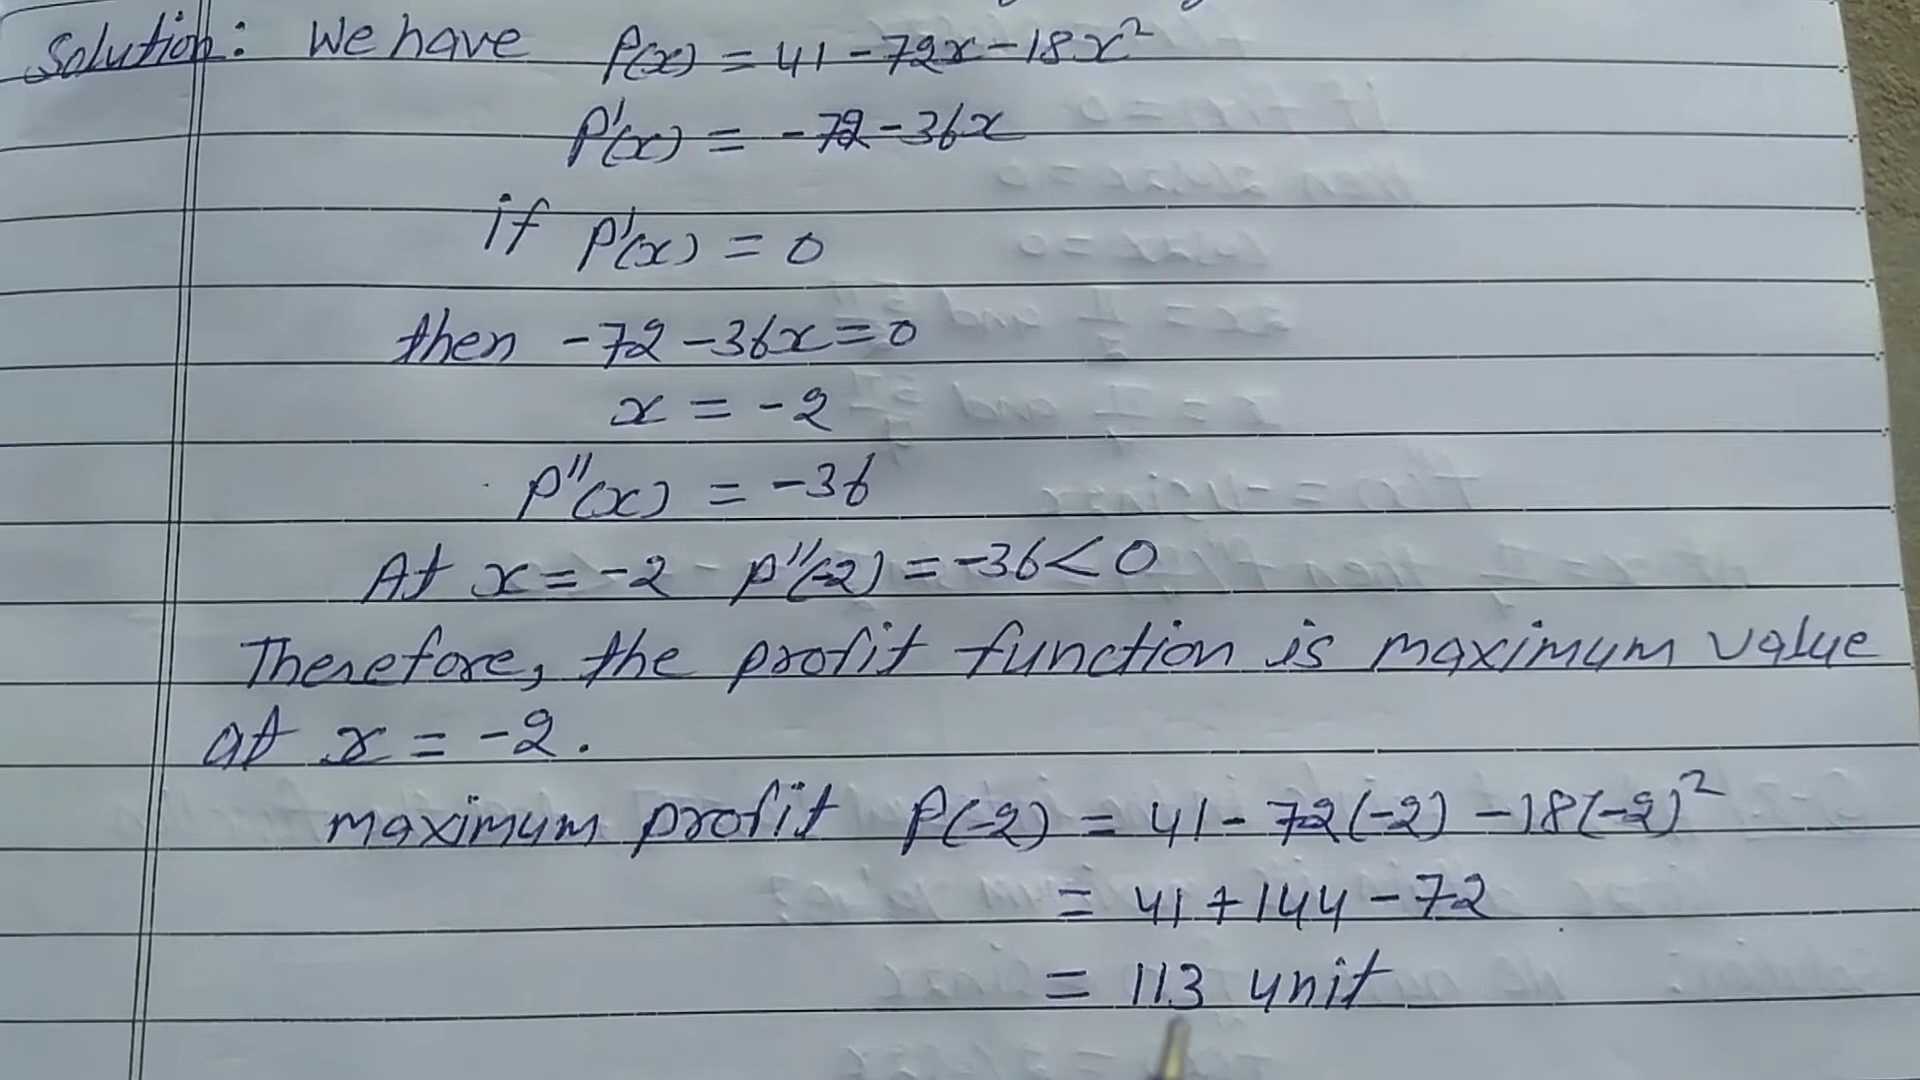 Solution: We have P(x) = 41 - 72x - 18x²
P'(x) = -72 - 36x
if P'(x) = 0
then -72 - 36x = 0
x = -2
P''(x) = -36
At x = -2 P''(-2) = -36 < 0
Therefore, the profit function is maximum value
at x = -2.
maximum profit P(-2) = 41 - 72(-2) - 18(-2)²
= 41 + 144 - 72
= 113 unit